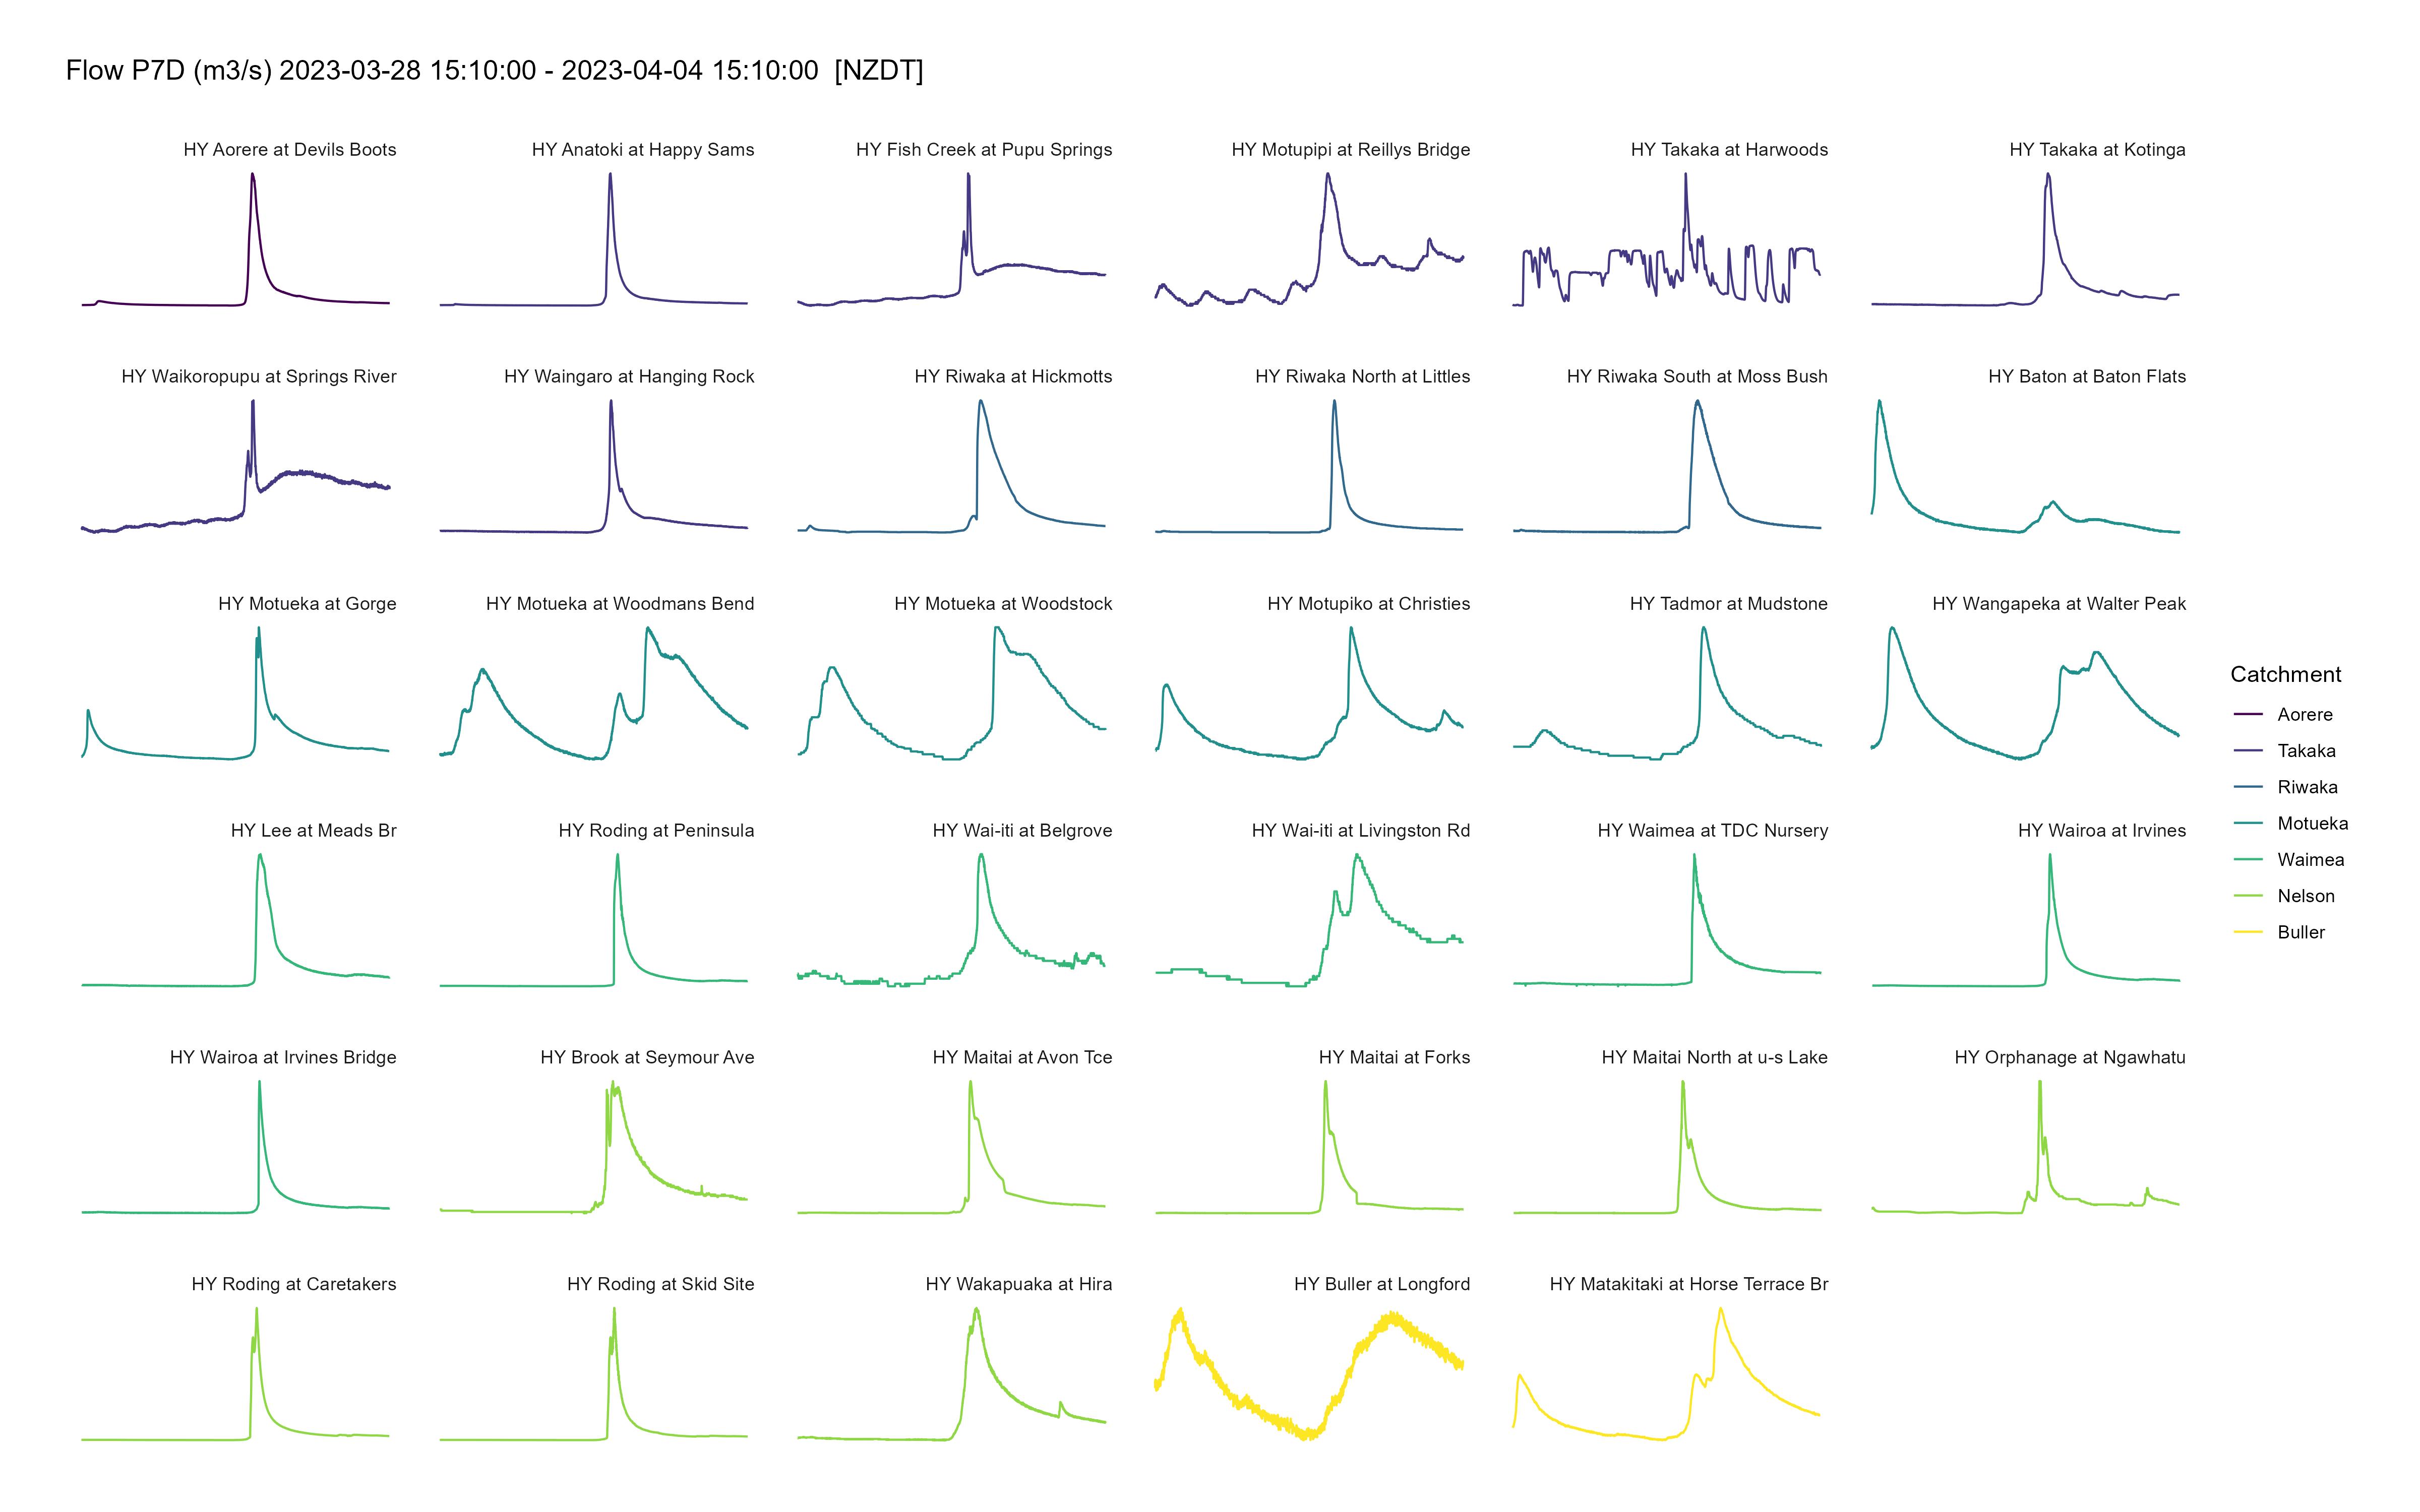 Flow P7D (m3/s) 2023-03-28 15:10:00 - 2023-04-04 15:10:00 [NZDT]
HY Aorere at Devils Boots
HY Anatoki at Happy Sams
HY Fish Creek at Pupu Springs
HY Motupipi at Reillys Bridge
HY Takaka at Harwoods
HY Takaka at Kotinga
HY Waikoropupu at Springs River
HY Waingaro at Hanging Rock
HY Riwaka at Hickmotts
HY Riwaka North at Littles
HY Riwaka South at Moss Bush
HY Baton at Baton Flats
HY Motueka at Gorge
HY Motueka at Woodmans Bend
HY Motueka at Woodstock
HY Motupiko at Christies
HY Tadmor at Mudstone
HY Wangapeka at Walter Peak
HY Lee at Meads Br
HY Roding at Peninsula
HY Wai-iti at Belgrove
HY Wai-iti at Livingston Rd
HY Waimea at TDC Nursery
HY Wairoa at Irvines
HY Wairoa at Irvines Bridge
HY Brook at Seymour Ave
HY Maitai at Avon Tce
HY Maitai at Forks
HY Maitai North at u-s Lake
HY Orphanage at Ngawhatu
HY Roding at Caretakers
HY Roding at Skid Site
HY Wakapuaka at Hira
HY Buller at Longford
HY Matakitaki at Horse Terrace Br
Catchment
Aorere
Takaka
Riwaka
Motueka
Waimea
Nelson
Buller